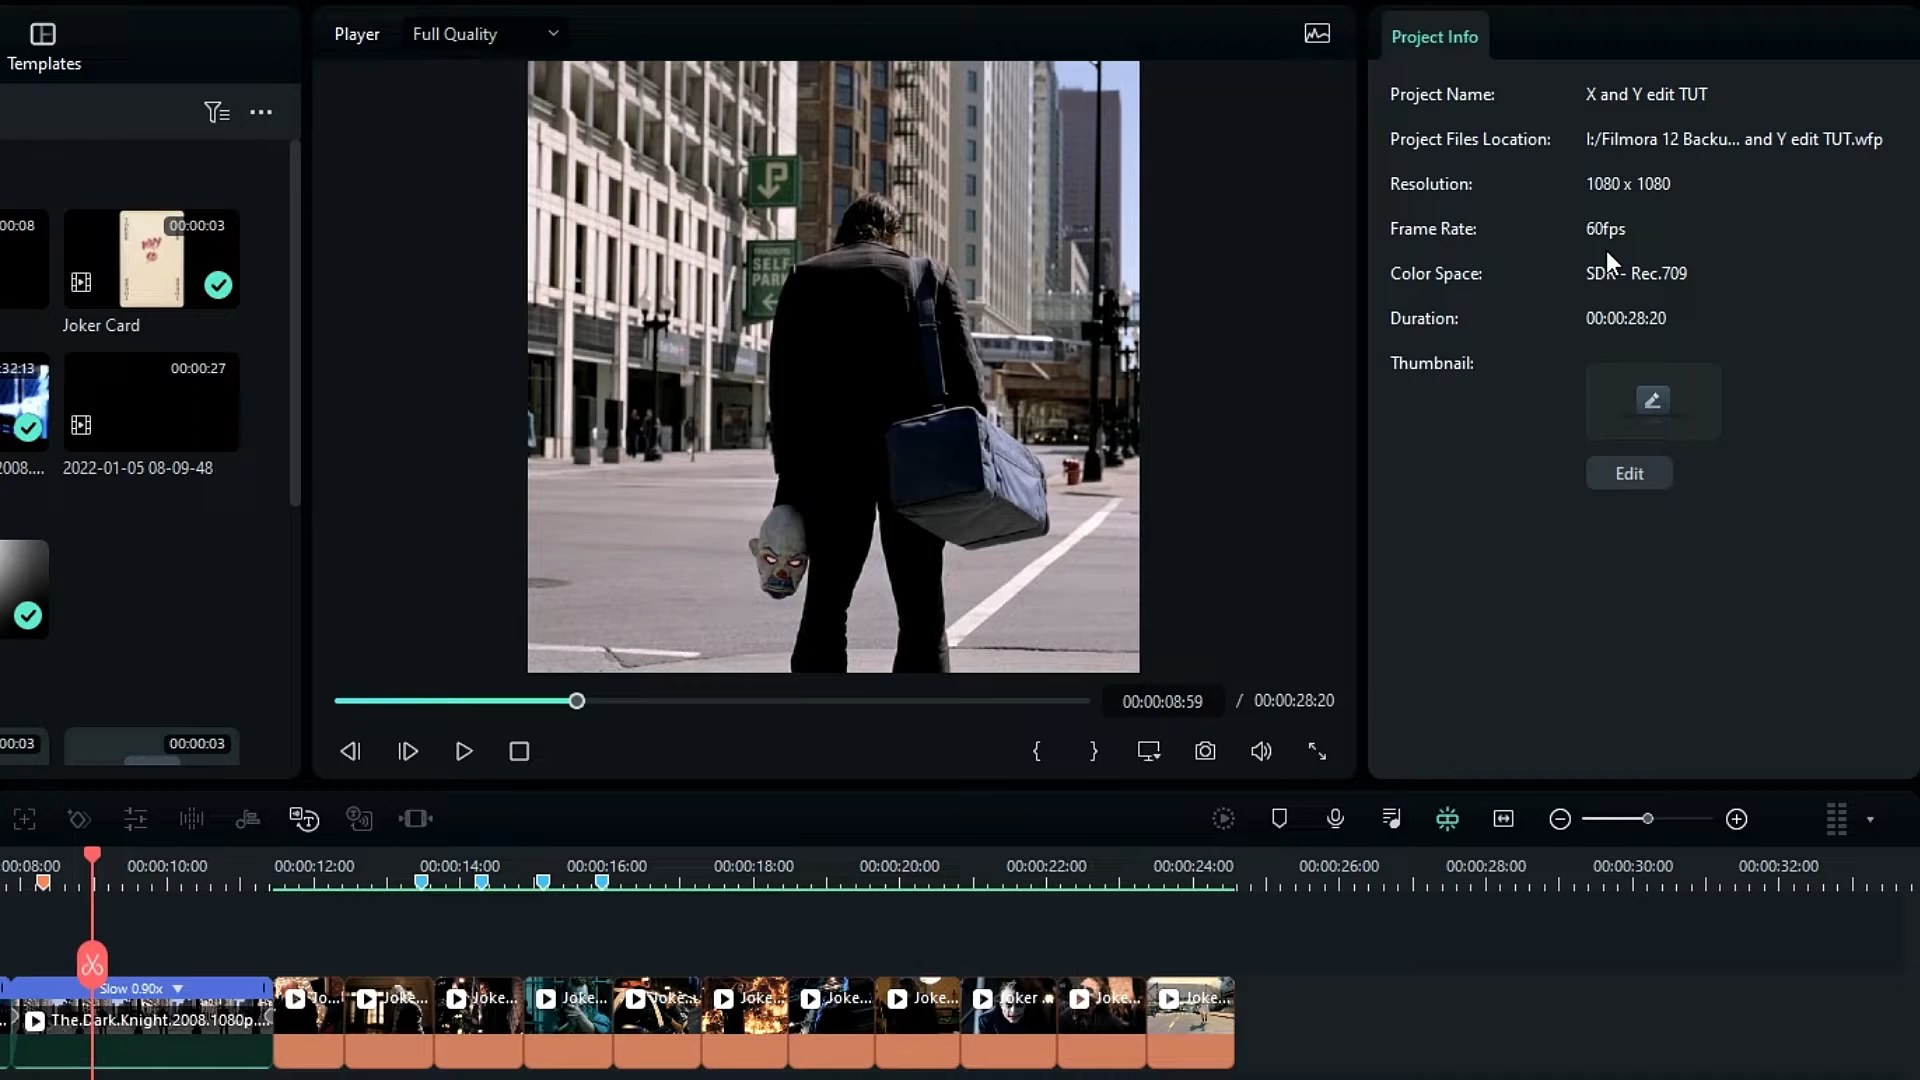 Templates
Player
Full Quality
Project Info
Project Name:
X and Y edit TUT
Project Files Location:
I:/Filmora 12 Backu... and Y edit TUT.wfp
Resolution:
1080 x 1080
Frame Rate:
60fps
Color Space:
SDR - Rec.709
Duration:
00:00:28:20
Thumbnail:
Edit
00:08
00:00:03
Joker Card
:32:13
00:00:27
2008....
2022-01-05 08-09-48
00:03
00:00:03
P
SELF
PARK
00:00:08:59
/
00:00:28:20
00:08:00
00:00:10:00
00:00:12:00
00:00:14:00
00:00:16:00
00:00:18:00
00:00:20:00
00:00:22:00
00:00:24:00
00:00:26:00
00:00:28:00
00:00:30:00
00:00:32:00
Slow 0.90x
The.Dark.Knight.2008.1080p....
Jo...
Joke...
Joke...
Joke...
Joke...
Joke...
Joke...
Joke...
Joker ...
Joke...
Joke...